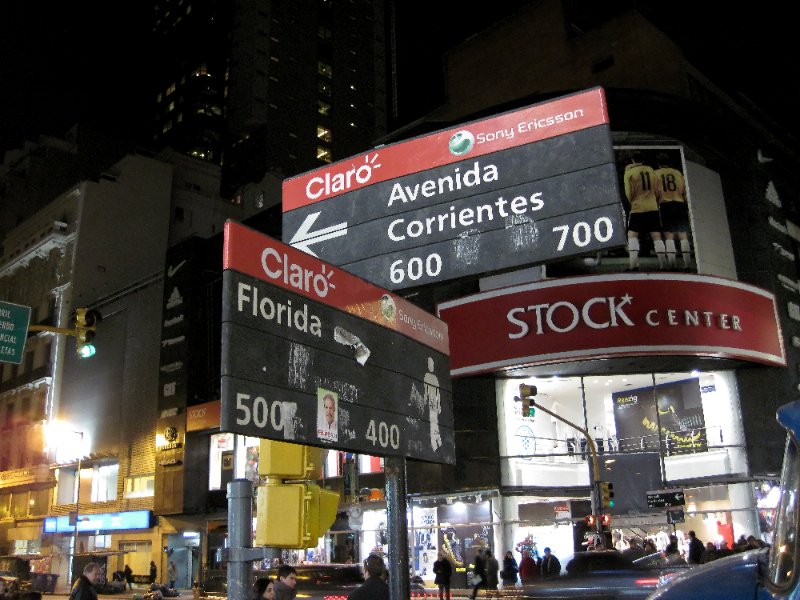 Claro Sony Ericsson
Avenida
Corrientes
600 700
Claro Sony Ericsson
Florida
500 400
STOCK CENTER
11 18